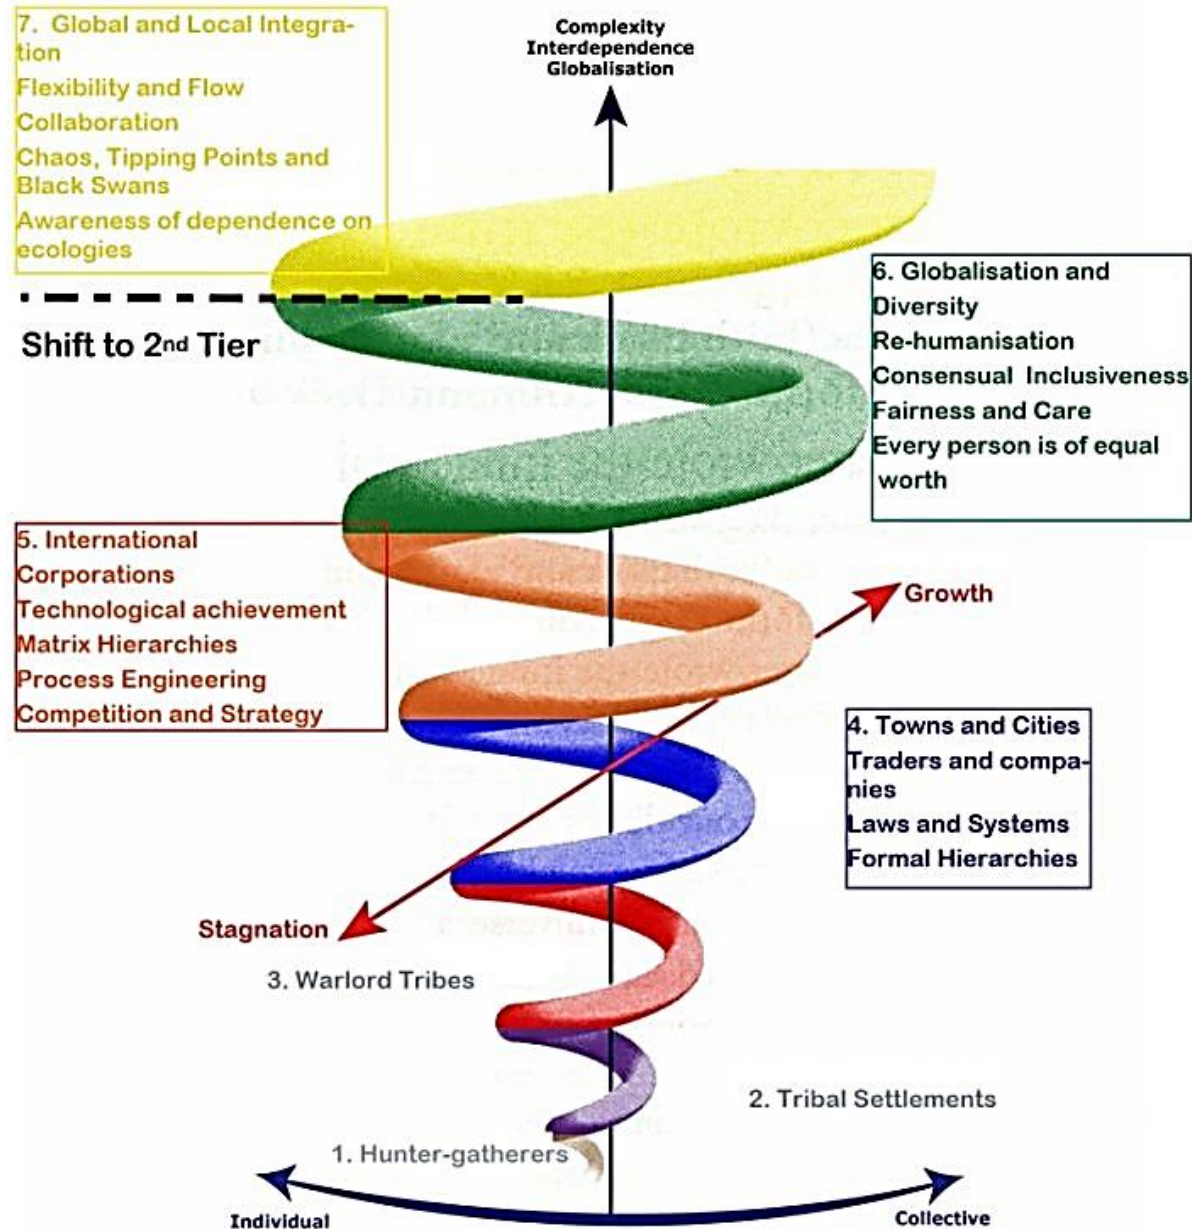 7. Global and Local Integra-
tion
Flexibility and Flow
Collaboration
Chaos, Tipping Points and
Black Swans
Awareness of dependence on
ecologies
Complexity
Interdependence
Globalisation
Shift to 2nd Tier
6. Globalisation and
Diversity
Re-humanisation
Consensual Inclusiveness
Fairness and Care
Every person is of equal
worth
5. International
Corporations
Technological achievement
Matrix Hierarchies
Process Engineering
Competition and Strategy
Growth
4. Towns and Cities
Traders and compa-
nies
Laws and Systems
Formal Hierarchies
Stagnation
3. Warlord Tribes
2. Tribal Settlements
1. Hunter-gatherers
Individual
Collective